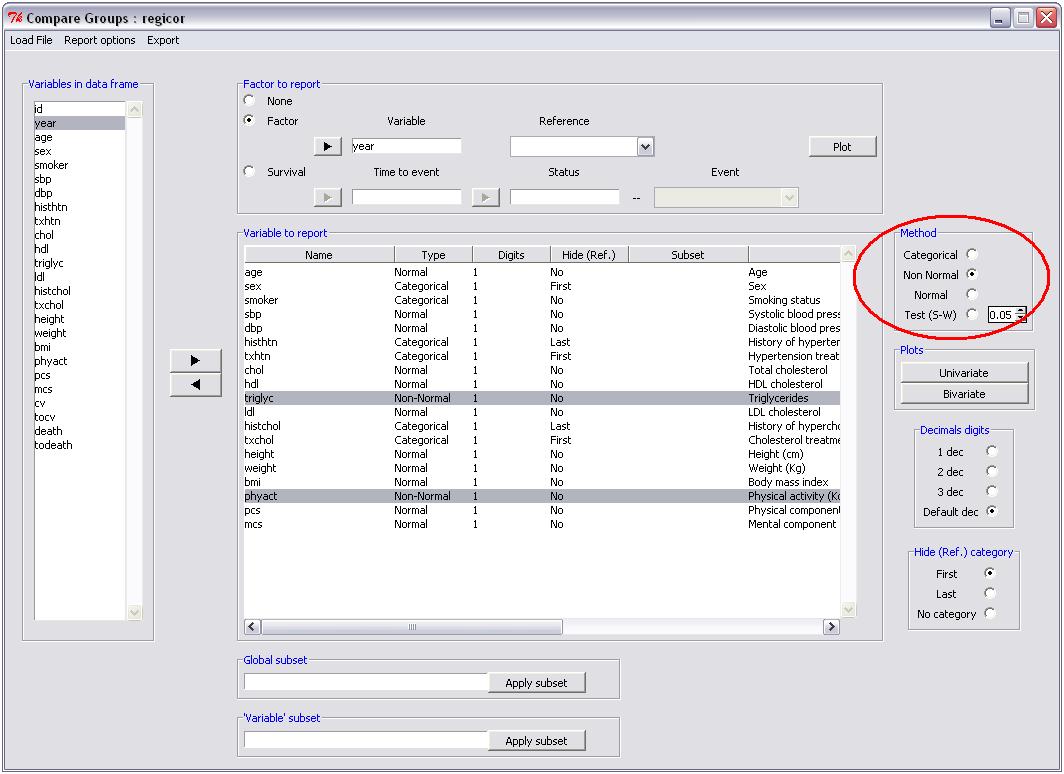 Compare Groups : regicor
Load File Report options Export
Variables in data frame
id
year
age
sex
smoker
sbp
dbp
histhtn
txhtn
chol
hdl
triglyc
ldl
histchol
txchol
height
weight
bmi
phyact
pcs
mcs
cv
tocv
death
todeath
Factor to report
None
Factor Variable Reference
year Plot
Survival Time to event Status Event
--
Variable to report
Name Type Digits Hide (Ref.) Subset
age Normal 1 No Age
sex Categorical 1 First Sex
smoker Categorical 1 No Smoking status
sbp Normal 1 No Systolic blood pres
dbp Normal 1 No Diastolic blood pres
histhtn Categorical 1 Last History of hyperten
txhtn Categorical 1 First Hypertension treat
chol Normal 1 No Total cholesterol
hdl Normal 1 No HDL cholesterol
triglyc Non-Normal 1 No Triglycerides
ldl Normal 1 No LDL cholesterol
histchol Categorical 1 Last History of hypercho
txchol Categorical 1 First Cholesterol treatme
height Normal 1 No Height (cm)
weight Normal 1 No Weight (Kg)
bmi Normal 1 No Body mass index
phyact Non-Normal 1 No Physical activity (Kc
pcs Normal 1 No Physical componen
mcs Normal 1 No Mental component
Method
Categorical
Non Normal
Normal
Test (S-W) 0.05
Plots
Univariate
Bivariate
Decimals digits
1 dec
2 dec
3 dec
Default dec
Hide (Ref.) category
First
Last
No category
Global subset
Apply subset
'Variable' subset
Apply subset